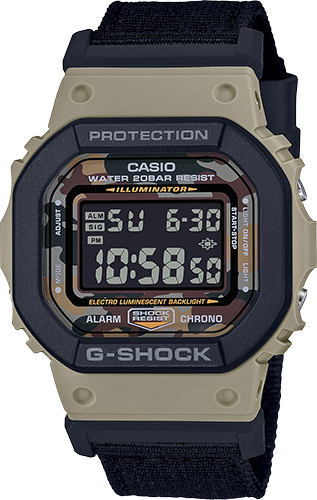 PROTECTION
CASIO
WATER 20BAR RESIST
ILLUMINATOR
ADJUST
MODE
LIGHT ON/OFF
START-STOP
LIGHT
ALM
SIG
PM
SU 6-30
10:58 50
ELECTRO LUMINESCENT BACKLIGHT
ALARM SHOCK RESIST CHRONO
G-SHOCK